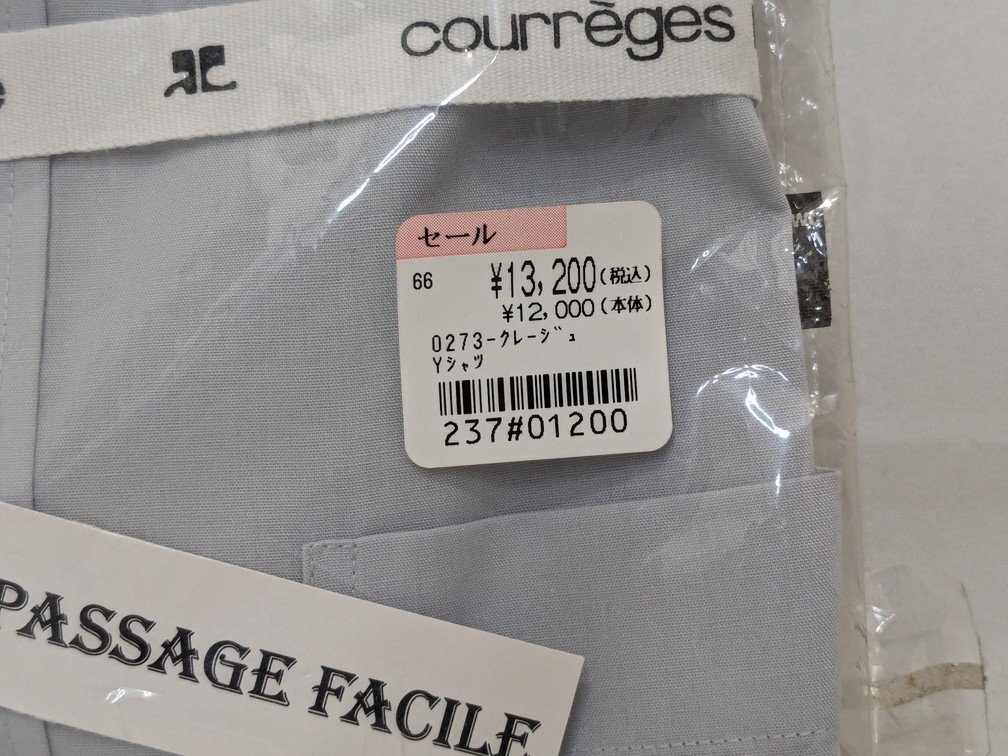 courrèges
セール
66 ¥13,200(税込)
¥12,000(本体)
0273-ｸﾚｰｼﾞｭ
Yｼｬﾂ
237#01200
PASSAGE FACILE